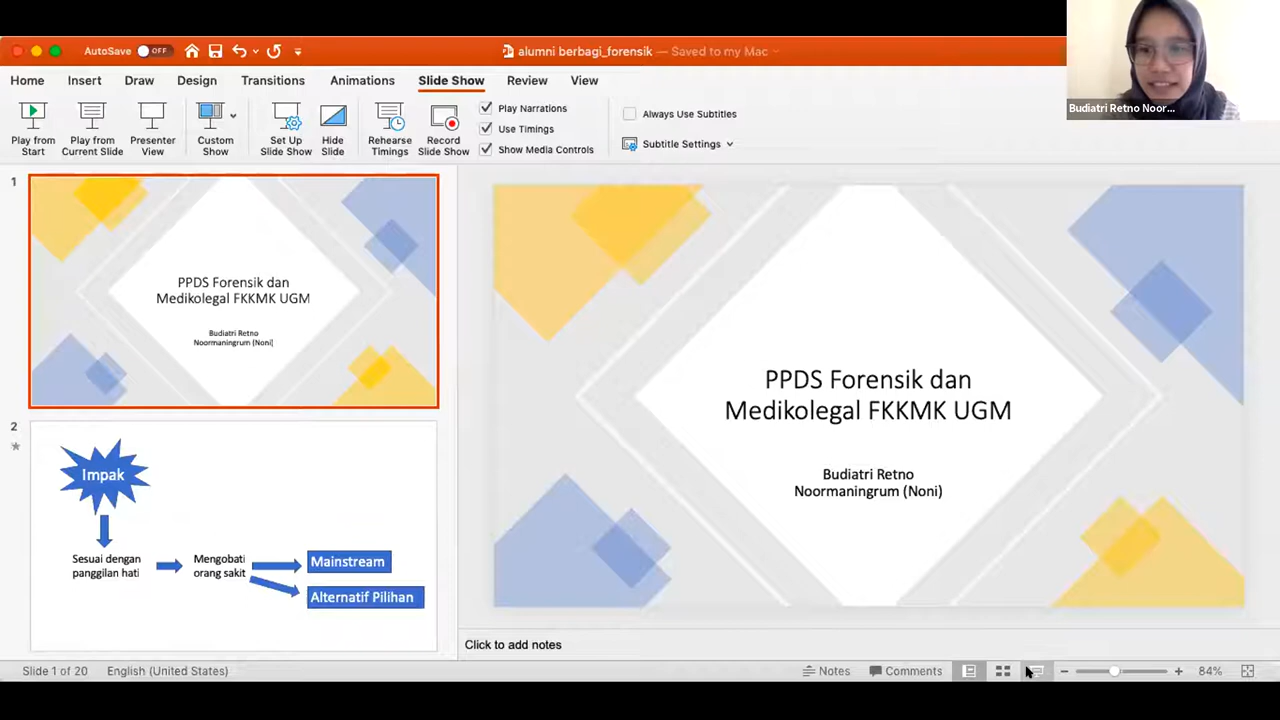 AutoSave OFF
alumni berbagi_forensik — Saved to my Mac
Home Insert Draw Design Transitions Animations Slide Show Review View
Play from Start
Play from Current Slide
Presenter View
Custom Show
Set Up Slide Show
Hide Slide
Rehearse Timings
Record Slide Show
Play Narrations
Use Timings
Show Media Controls
Always Use Subtitles
Subtitle Settings
Budiatri Retno Noor...
1
PPDS Forensik dan
Medikolegal FKKMK UGM
Budiatri Retno
Noormaningrum (Noni)
2
Impak
Sesuai dengan
panggilan hati
Mengobati
orang sakit
Mainstream
Alternatif Pilihan
PPDS Forensik dan
Medikolegal FKKMK UGM
Budiatri Retno
Noormaningrum (Noni)
Click to add notes
Slide 1 of 20 English (United States) Notes Comments 84%